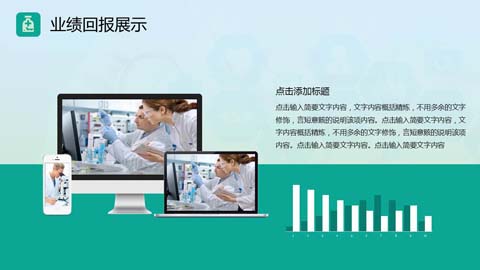 业绩回报展示
点击添加标题
点击输入简要文字内容，文字内容概括精炼，不用多余的文字
修饰，言短意赅的说明该项内容。点击输入简要文字内容，文
字内容概括精炼，不用多余的文字修饰，言短意赅的说明该项
内容。点击输入简要文字内容。点击输入简要文字内容